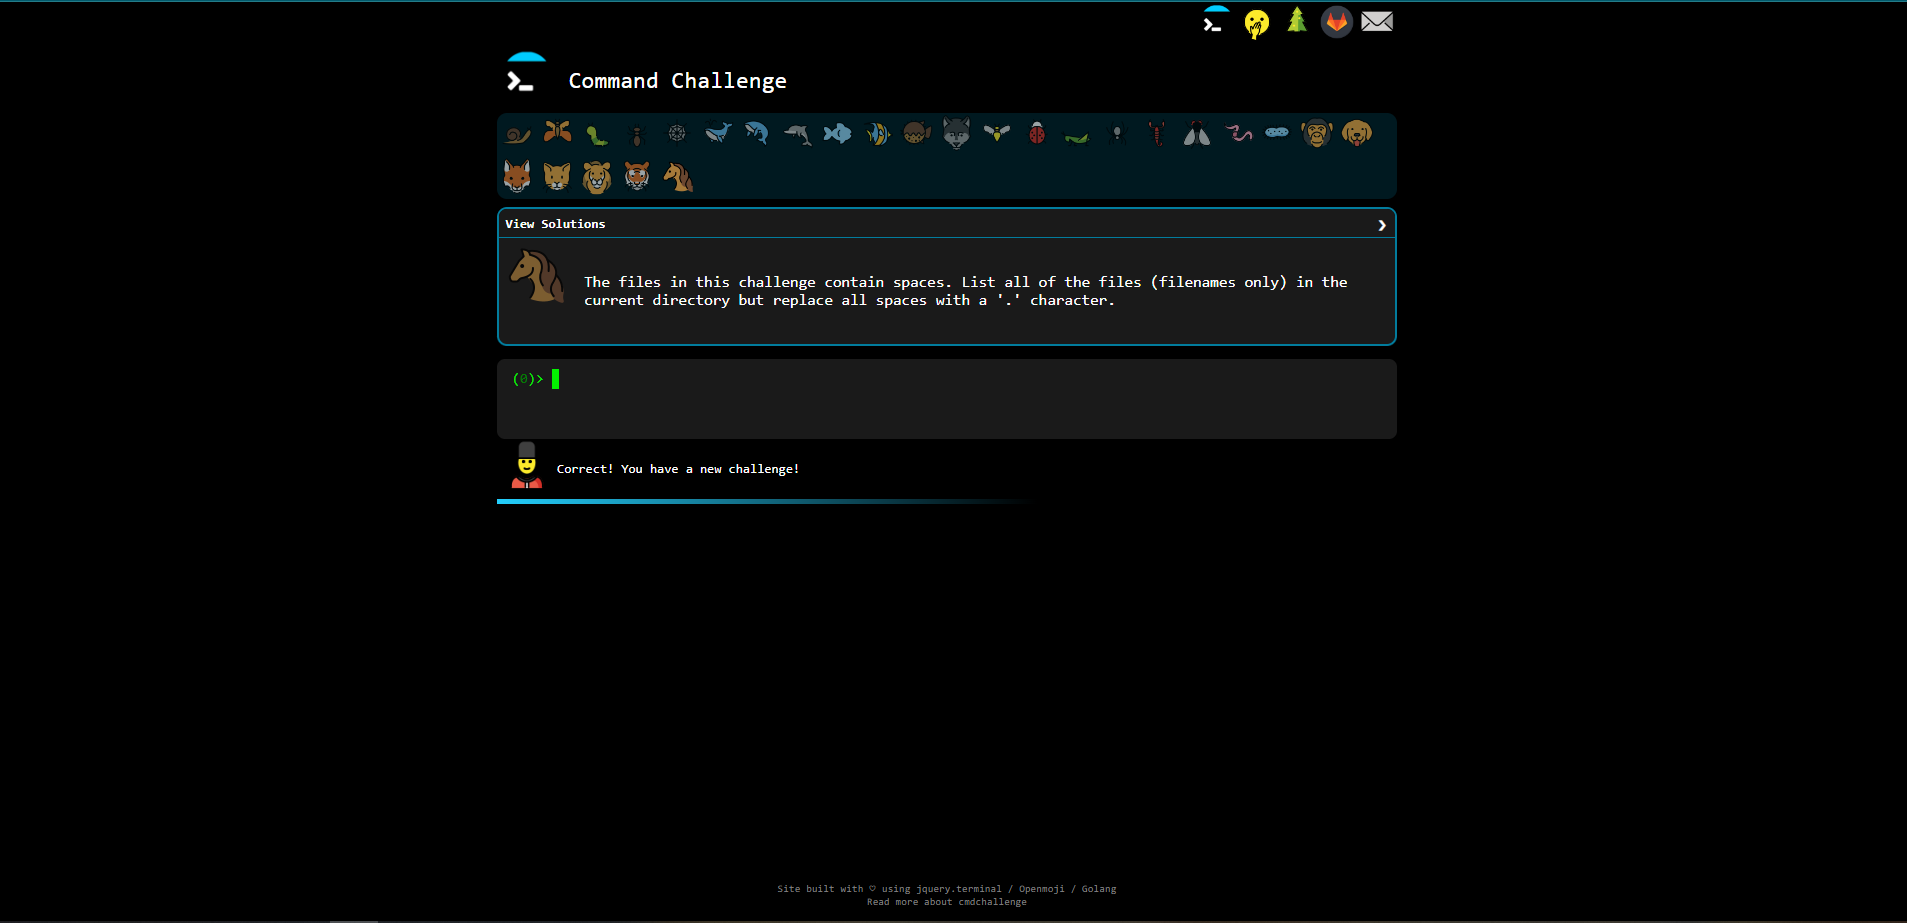 Command Challenge
View Solutions
The files in this challenge contain spaces. List all of the files (filenames only) in the
current directory but replace all spaces with a '.' character.
(0)>
Correct! You have a new challenge!
Site built with ♡ using jquery.terminal / Openmoji / Golang
Read more about cmdchallenge